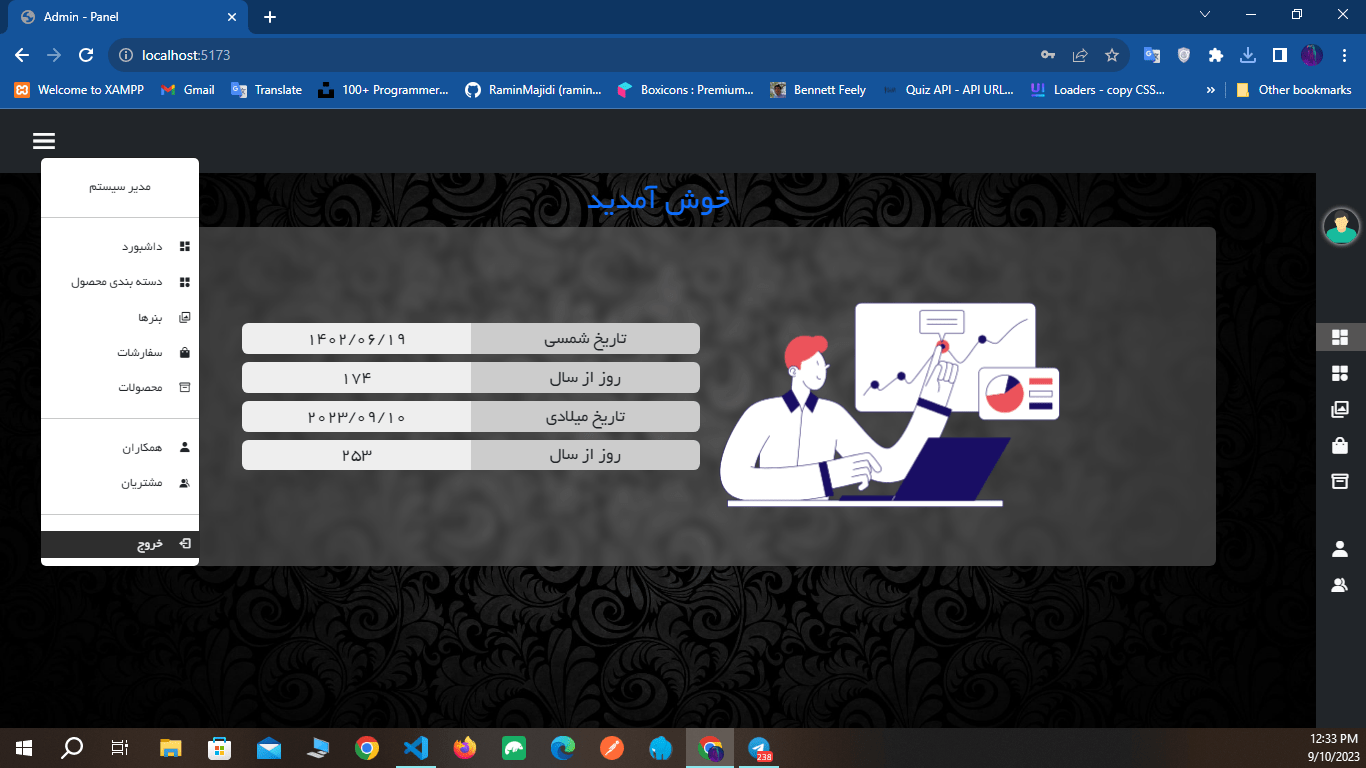 Admin - Panel
localhost:5173
Welcome to XAMPP
Gmail
Translate
100+ Programmer...
RaminMajidi (ramin...
Boxicons : Premium...
Bennett Feely
Quiz API - API URL...
Loaders - copy CSS...
»
Other bookmarks
مدیر سیستم
داشبورد
دسته بندی محصول
بنرها
سفارشات
محصولات
همکاران
مشتریان
خروج
خوش آمدید
تاریخ شمسی ۱۴۰۲/۰۶/۱۹
روز از سال ۱۷۴
تاریخ میلادی ۲۰۲۳/۰۹/۱۰
روز از سال ۲۵۳
238
12:33 PM
9/10/2023